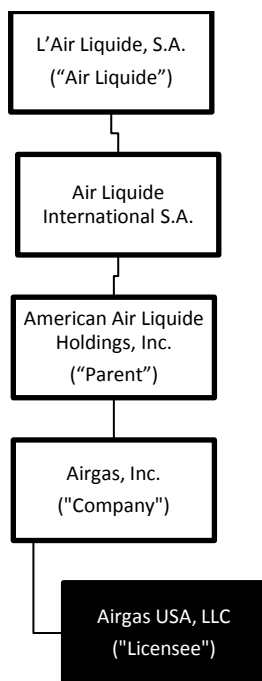 L’Air Liquide, S.A.
(“Air Liquide”)
Air Liquide
International S.A.
American Air Liquide
Holdings, Inc.
(“Parent”)
Airgas, Inc.
("Company")
Airgas USA, LLC
("Licensee")